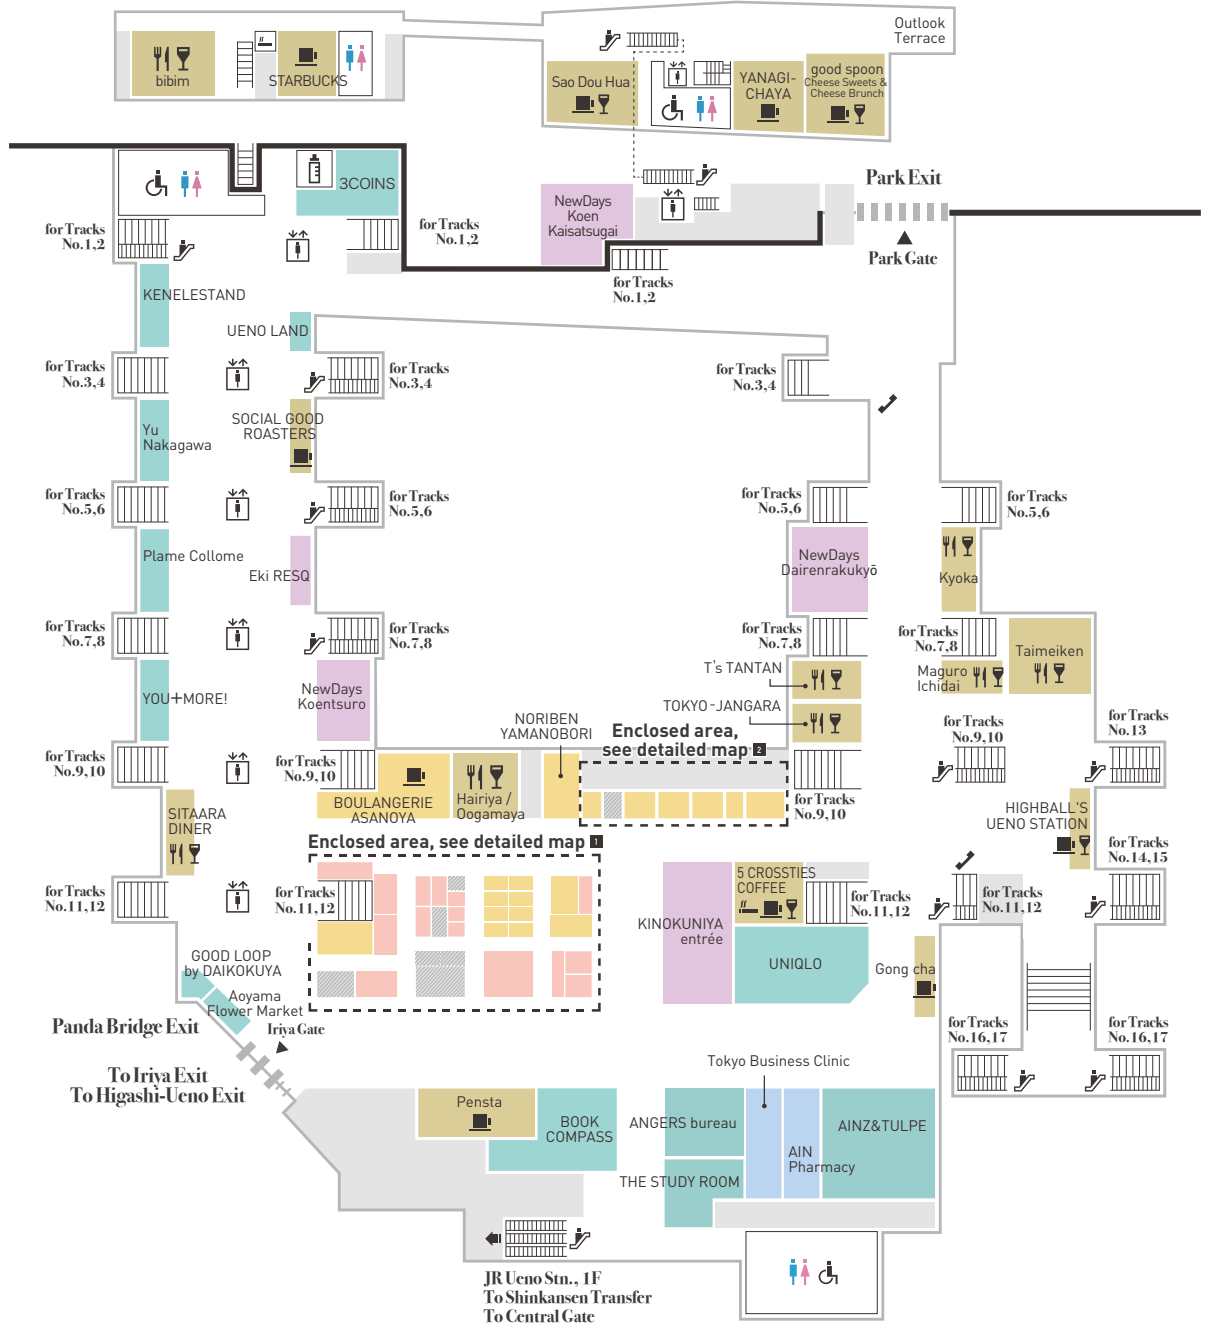 Outlook
Terrace
bibim
STARBUCKS
Sao Dou Hua
YANAGI-
CHAYA
good spoon
Cheese Sweets &
Cheese Brunch
3COINS
NewDays
Koen
Kaisatsugai
Park Exit
Park Gate
for Tracks
No.1,2
for Tracks
No.1,2
for Tracks
No.1,2
KENELESTAND
UENO LAND
for Tracks
No.3,4
for Tracks
No.3,4
for Tracks
No.3,4
Yu
Nakagawa
SOCIAL GOOD
ROASTERS
for Tracks
No.5,6
for Tracks
No.5,6
for Tracks
No.5,6
for Tracks
No.5,6
Plame Collome
Eki RESQ
NewDays
Dairenrakukyō
Kyoka
for Tracks
No.7,8
for Tracks
No.7,8
for Tracks
No.7,8
for Tracks
No.7,8
Taimeiken
Maguro
Ichidai
T's TANTAN
TOKYO-JANGARA
YOU+MORE!
NewDays
Koentsuro
NORIBEN
YAMANOBORI
Enclosed area,
see detailed map 2
for Tracks
No.9,10
for Tracks
No.13
for Tracks
No.9,10
for Tracks
No.9,10
BOULANGERIE
ASANOYA
Hairiya /
Oogamaya
for Tracks
No.9,10
SITAARA
DINER
HIGHBALL'S
UENO STATION
Enclosed area, see detailed map 1
for Tracks
No.14,15
for Tracks
No.11,12
for Tracks
No.11,12
5 CROSSTIES
COFFEE
for Tracks
No.11,12
for Tracks
No.11,12
KINOKUNIYA
entrée
UNIQLO
Gong cha
GOOD LOOP
by DAIKOKUYA
Aoyama
Flower Market
Iriya Gate
Panda Bridge Exit
for Tracks
No.16,17
for Tracks
No.16,17
To Iriya Exit
To Higashi-Ueno Exit
Tokyo Business Clinic
Pensta
BOOK
COMPASS
ANGERS bureau
AIN
Pharmacy
AINZ&TULPE
THE STUDY ROOM
JR Ueno Stn., 1F
To Shinkansen Transfer
To Central Gate